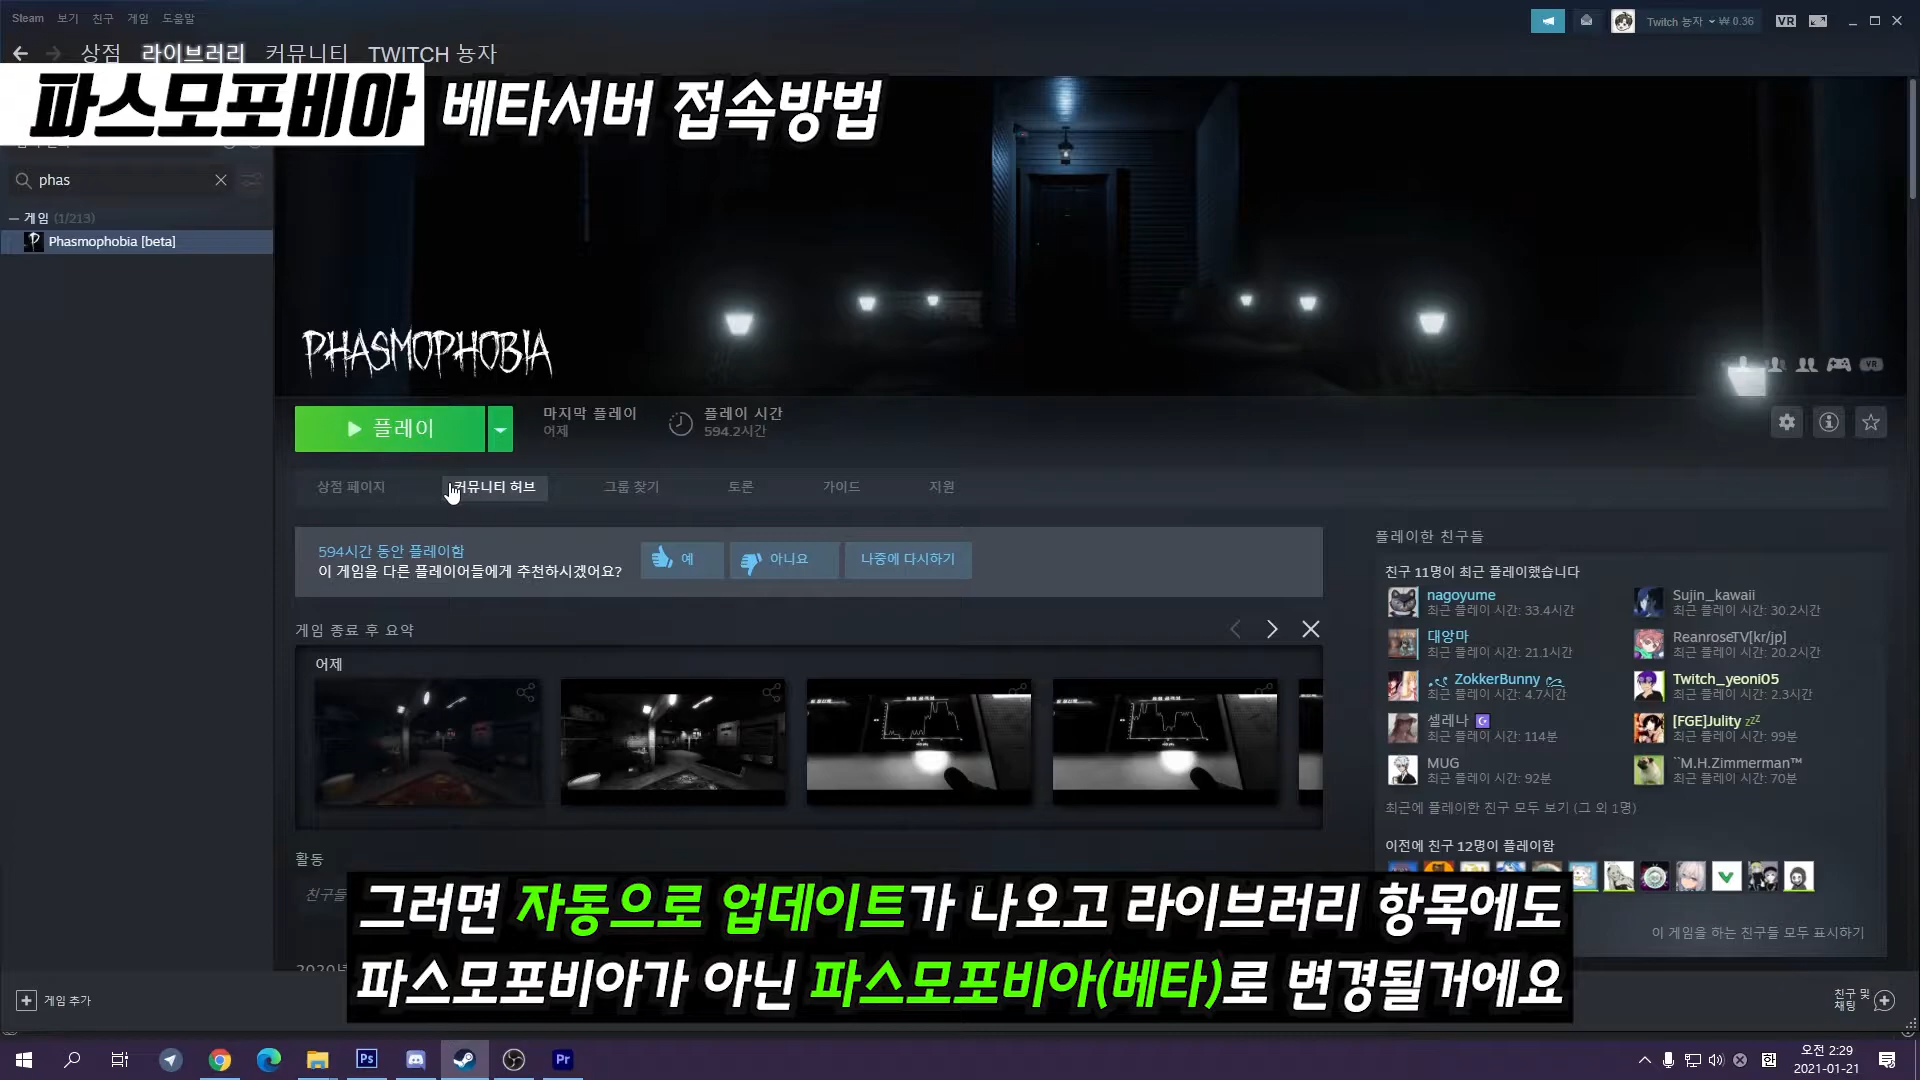 Steam 보기 친구 게임 도움말
Twitch 뇽자 ₩ 0.36
VR
상점 라이브러리 커뮤니티 TWITCH 뇽자
파스모포비아 베타서버 접속방법
phas
게임 (1/213)
Phasmophobia [beta]
PHASMOPHOBIA
VR
플레이
마지막 플레이
어제
플레이 시간
594.2시간
상점 페이지 커뮤니티 허브 그룹 찾기 토론 가이드 지원
594시간 동안 플레이함
이 게임을 다른 플레이어들에게 추천하시겠어요?
예 아니요 나중에 다시하기
게임 종료 후 요약
어제
플레이한 친구들
친구 11명이 최근 플레이했습니다
nagoyume
최근 플레이 시간: 33.4시간
Sujin_kawaii
최근 플레이 시간: 30.2시간
대앙마
최근 플레이 시간: 21.1시간
ReanroseTV[kr/jp]
최근 플레이 시간: 20.2시간
ZokkerBunny
최근 플레이 시간: 4.7시간
Twitch_yeoni05
최근 플레이 시간: 2.3시간
셀레나
최근 플레이 시간: 114분
[FGE]Julity zzZ
최근 플레이 시간: 99분
MUG
최근 플레이 시간: 92분
``M.H.Zimmerman™
최근 플레이 시간: 70분
최근에 플레이한 친구 모두 보기 (그 외 1명)
이전에 친구 12명이 플레이함
이 게임을 하는 친구들 모두 표시하기
활동
친구들
그러면 자동으로 업데이트가 나오고 라이브러리 항목에도
파스모포비아가 아닌 파스모포비아(베타)로 변경될거에요
2020년
게임 추가
친구 및
채팅
Ps
Pr
한
오전 2:29
2021-01-21